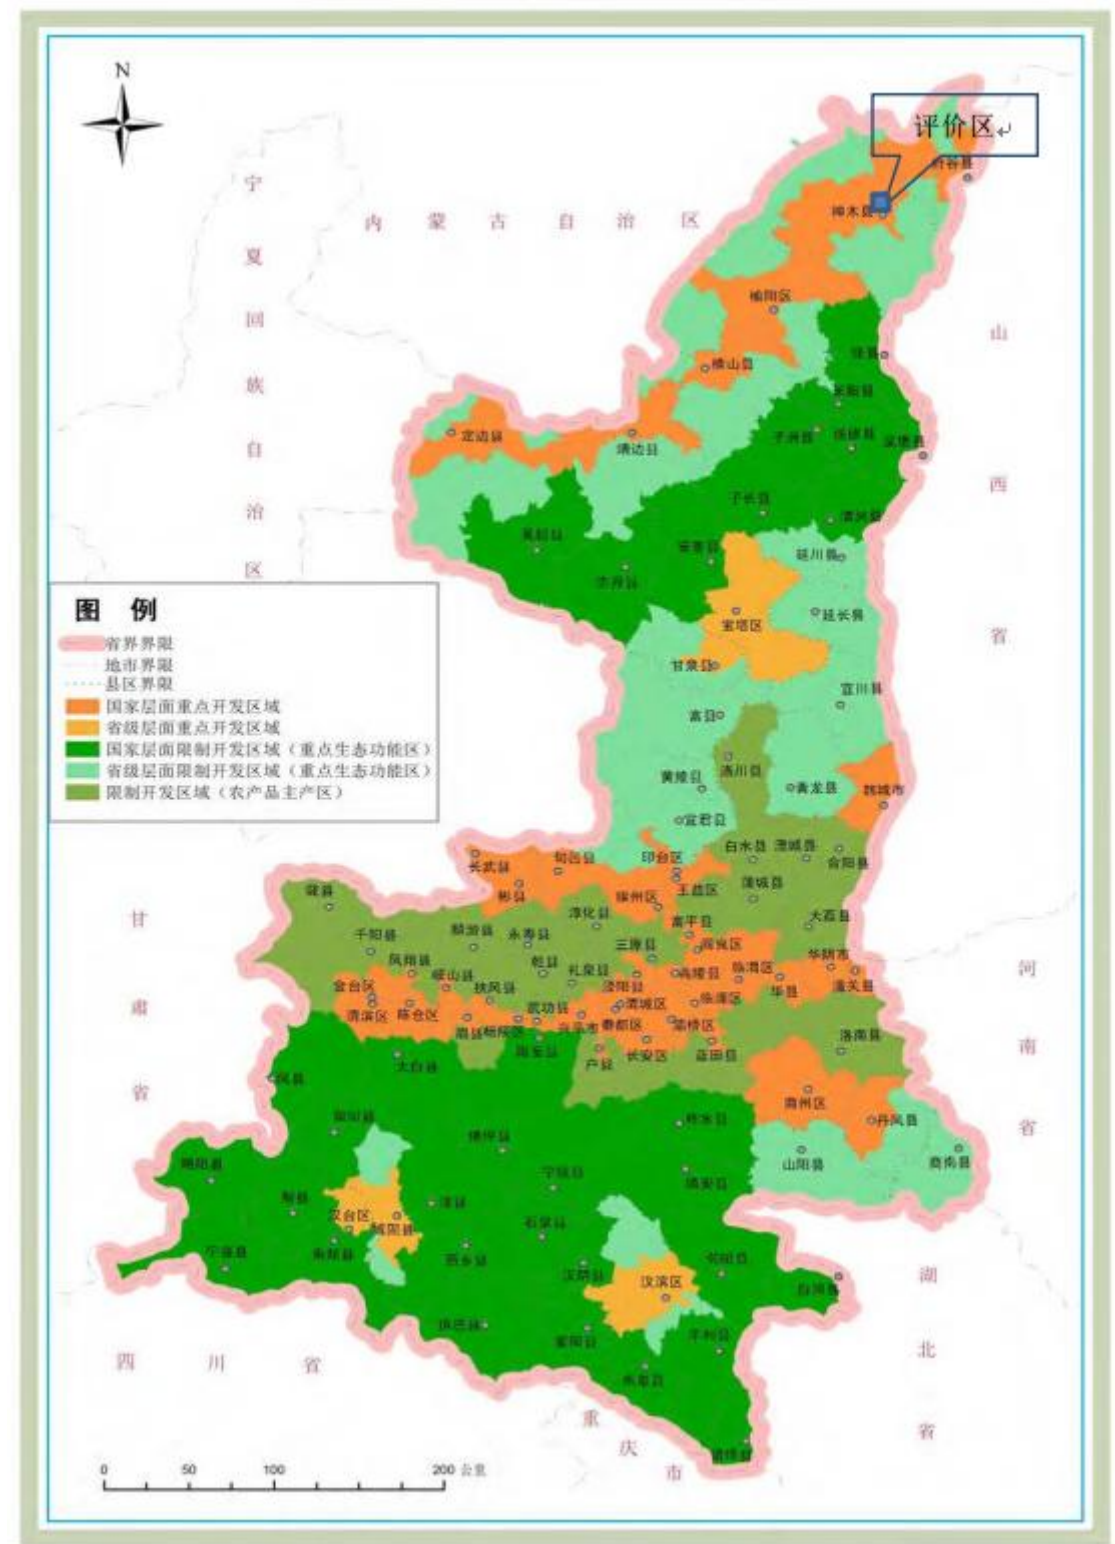 N
评价区
府谷县
神木县
内蒙古自治区
宁夏回族自治区
榆阳区
横山县
山西省
定边县
靖边县
子洲县
绥德县
吴堡县
子长县
清涧县
吴起县
安塞县
志丹县
延川县
延长县
宝塔区
甘泉县
宜川县
富县
洛川县
黄陵县
黄龙县
韩城市
宜君县
图 例
省界界限
地市界限
县区界限
国家层面重点开发区域
省级层面重点开发区域
国家层面限制开发区域（重点生态功能区）
省级层面限制开发区域（重点生态功能区）
限制开发区域（农产品主产区）
长武县
旬邑县
印台区
白水县
澄城县
合阳县
彬县
耀州区
王益区
蒲城县
陇县
淳化县
富平县
大荔县
千阳县
麟游县
永寿县
三原县
阎良区
华阴市
凤翔县
岐山县
乾县
礼泉县
泾阳县
高陵县
临渭区
潼关县
金台区
扶风县
渭城区
临潼区
华县
渭滨区
陈仓区
武功县
兴平市
秦都区
灞桥区
眉县
杨陵区
周至县
户县
长安区
蓝田县
洛南县
太白县
凤县
商州区
丹凤县
留坝县
佛坪县
柞水县
山阳县
商南县
略阳县
宁陕县
镇安县
勉县
汉台区
城固县
洋县
石泉县
宁强县
南郑县
西乡县
汉阴县
汉滨区
旬阳县
白河县
镇巴县
紫阳县
平利县
岚皋县
镇坪县
甘肃省
河南省
湖北省
四川省
重庆市
0 50 100 200 公里